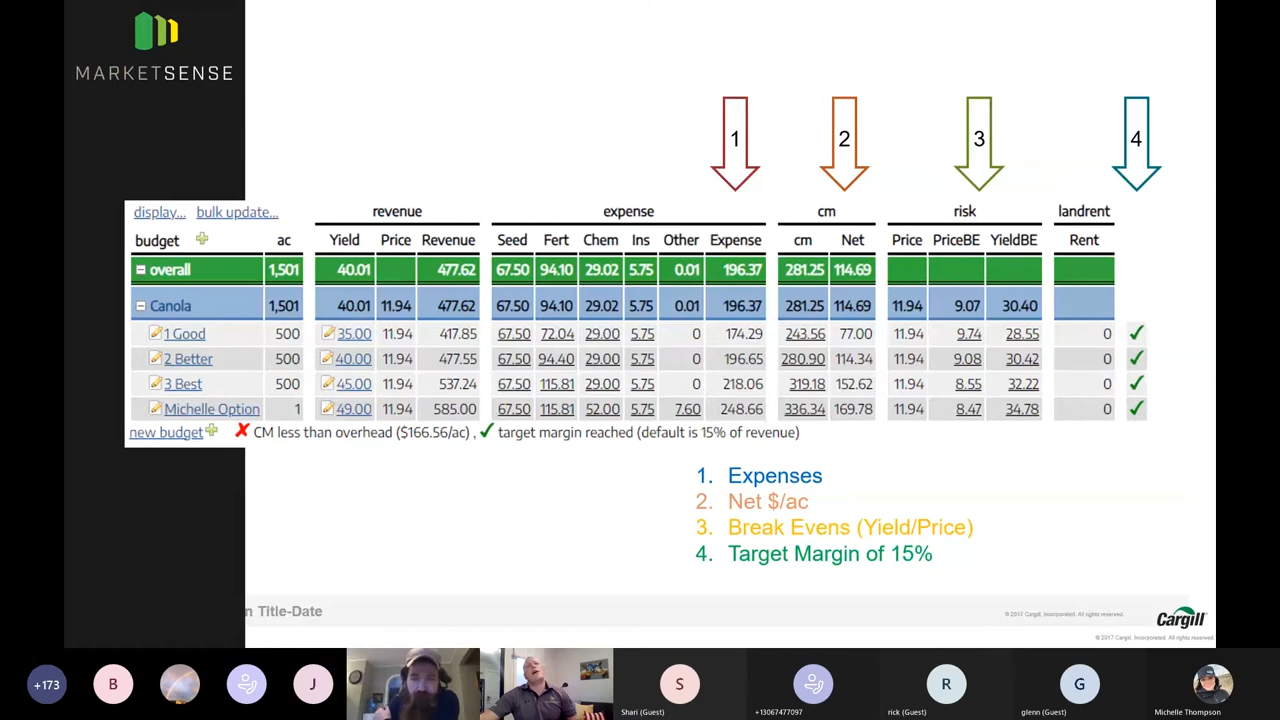 MARKETSENSE
1 2 3 4
display... bulk update... revenue expense cm risk landrent
budget ac Yield Price Revenue Seed Fert Chem Ins Other Expense cm Net Price PriceBE YieldBE Rent
overall 1,501 40.01 477.62 67.50 94.10 29.02 5.75 0.01 196.37 281.25 114.69
Canola 1,501 40.01 11.94 477.62 67.50 94.10 29.02 5.75 0.01 196.37 281.25 114.69 11.94 9.07 30.40
1 Good 500 35.00 11.94 417.85 67.50 72.04 29.00 5.75 0 174.29 243.56 77.00 11.94 9.74 28.55 0 ✓
2 Better 500 40.00 11.94 477.55 67.50 94.40 29.00 5.75 0 196.65 280.90 114.34 11.94 9.08 30.42 0 ✓
3 Best 500 45.00 11.94 537.24 67.50 115.81 29.00 5.75 0 218.06 319.18 152.62 11.94 8.55 32.22 0 ✓
Michelle Option 1 49.00 11.94 585.00 67.50 115.81 52.00 5.75 7.60 248.66 336.34 169.78 11.94 8.47 34.78 0 ✓
new budget ✘ CM less than overhead ($166.56/ac) , ✓ target margin reached (default is 15% of revenue)
1. Expenses
2. Net $/ac
3. Break Evens (Yield/Price)
4. Target Margin of 15%
n Title-Date
© 2017 Cargill, Incorporated. All rights reserved.
Cargill
© 2017 Cargill, Incorporated. All rights reserved.
+173 B J S R G
Shari (Guest) +13067477097 rick (Guest) glenn (Guest) Michelle Thompson